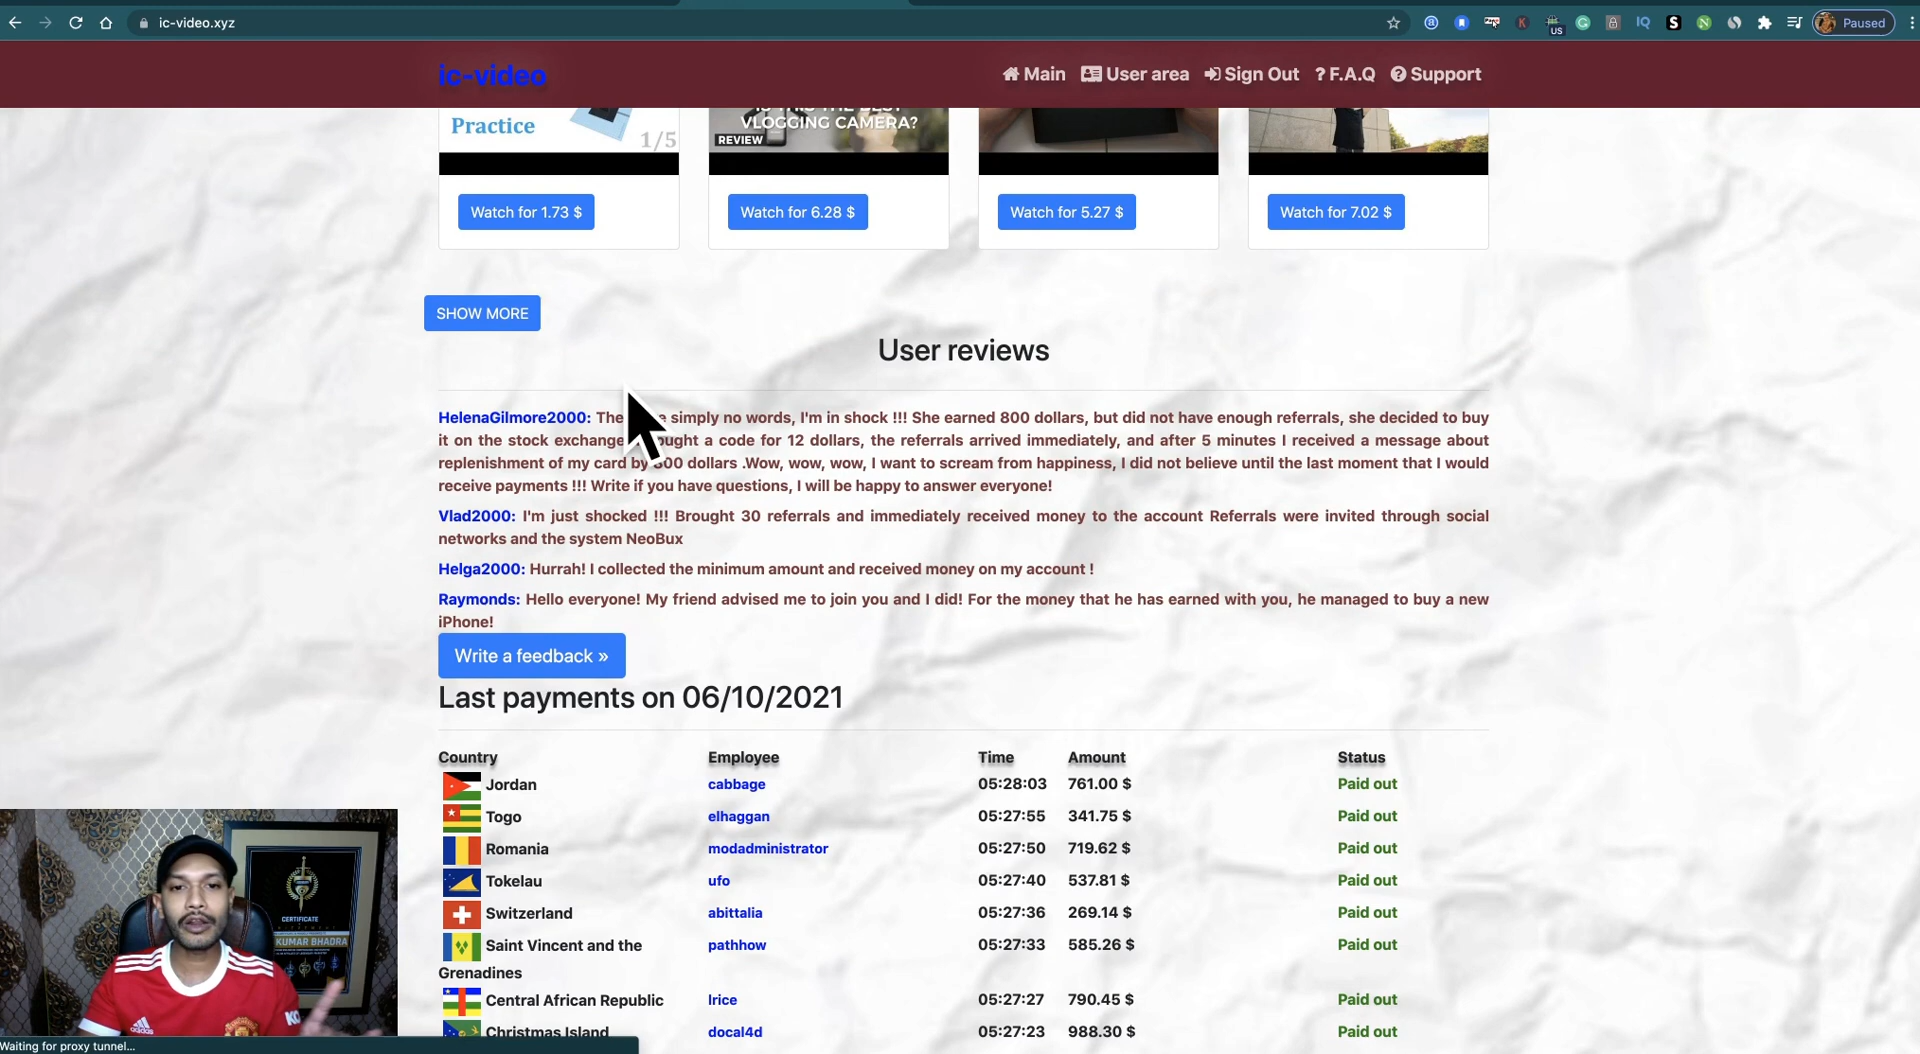 ic-video.xyz
US
Paused
ic-video
Main User area Sign Out ? F.A.Q Support
Practice
1/5
VLOGGING CAMERA?
REVIEW
Watch for 1.73 $ Watch for 6.28 $ Watch for 5.27 $ Watch for 7.02 $
SHOW MORE
User reviews
HelenaGilmore2000: The simply no words, I'm in shock !!! She earned 800 dollars, but did not have enough referrals, she decided to buy
it on the stock exchange ought a code for 12 dollars, the referrals arrived immediately, and after 5 minutes I received a message about
replenishment of my card by 00 dollars .Wow, wow, wow, I want to scream from happiness, I did not believe until the last moment that I would
receive payments !!! Write if you have questions, I will be happy to answer everyone!
Vlad2000: I'm just shocked !!! Brought 30 referrals and immediately received money to the account Referrals were invited through social
networks and the system NeoBux
Helga2000: Hurrah! I collected the minimum amount and received money on my account !
Raymonds: Hello everyone! My friend advised me to join you and I did! For the money that he has earned with you, he managed to buy a new
iPhone!
Write a feedback »
Last payments on 06/10/2021
Country Employee Time Amount Status
Jordan cabbage 05:28:03 761.00 $ Paid out
Togo elhaggan 05:27:55 341.75 $ Paid out
Romania modadministrator 05:27:50 719.62 $ Paid out
Tokelau ufo 05:27:40 537.81 $ Paid out
Switzerland abittalia 05:27:36 269.14 $ Paid out
Saint Vincent and the pathhow 05:27:33 585.26 $ Paid out
Grenadines
Central African Republic lrice 05:27:27 790.45 $ Paid out
Christmas Island docal4d 05:27:23 988.30 $ Paid out
CERTIFICATE
KUMAR BHADRA
adidas
Waiting for proxy tunnel...